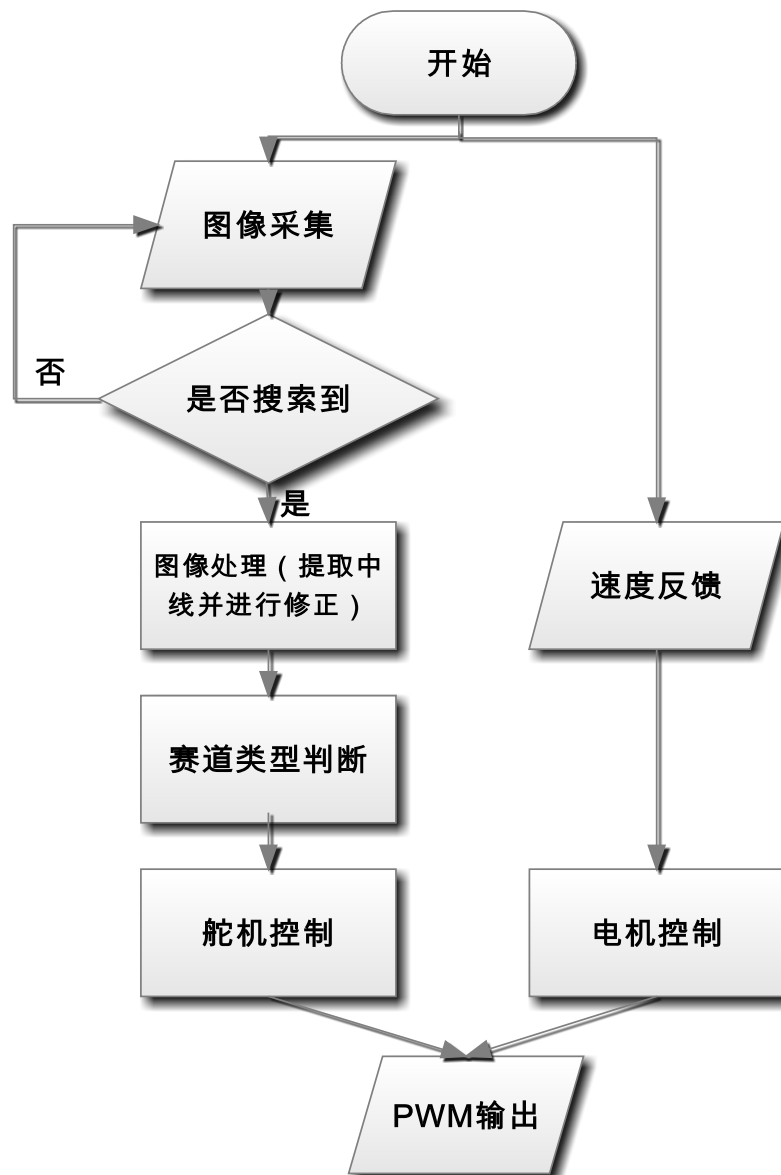 开始
图像采集
否
是否搜索到
是
图像处理（提取中
线并进行修正）
速度反馈
赛道类型判断
舵机控制
电机控制
PWM输出